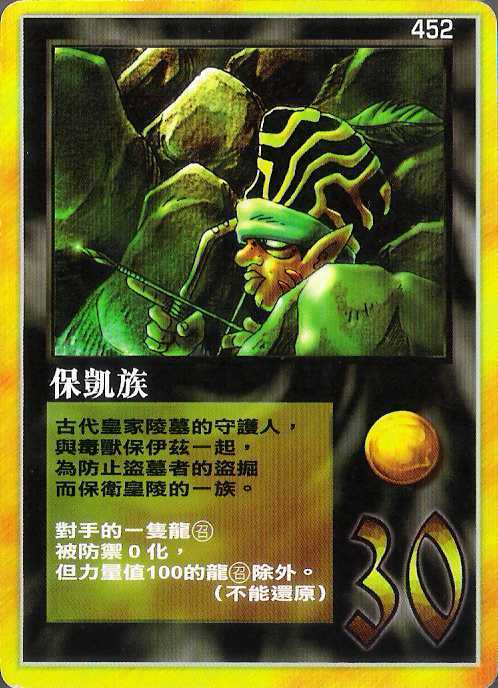 452
保凱族
古代皇家陵墓的守護人，
與毒獸保伊茲一起，
為防止盜墓者的盜掘
而保衛皇陵的一族。
對手的一隻龍㊁
被防禦0化，
但力量值100的龍除外。
（不能還原）
30